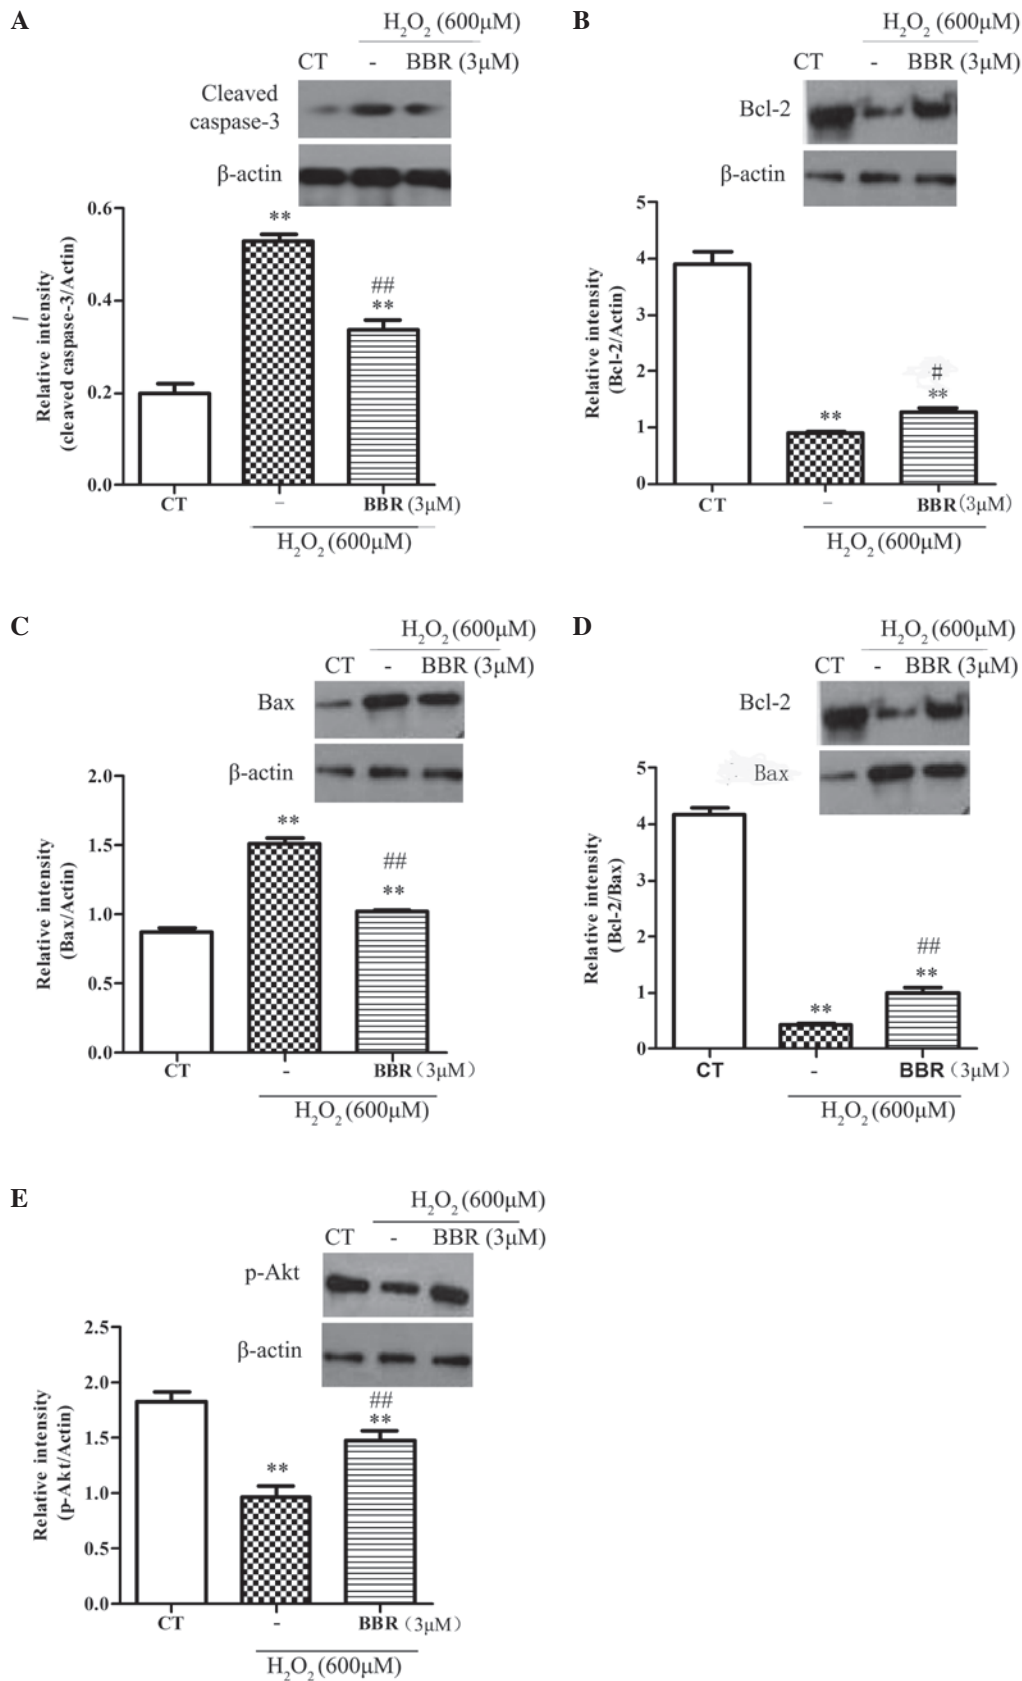 A
H₂O₂ (600μM)
CT - BBR (3μM)
Cleaved
caspase-3
β-actin
Relative intensity
(cleaved caspase-3/Actin)
0.6
0.4
0.2
0.0
**
##
**
CT - BBR (3μM)
H₂O₂ (600μM)
B
H₂O₂ (600μM)
CT - BBR (3μM)
Bcl-2
β-actin
Relative intensity
(Bcl-2/Actin)
5
4
3
2
1
0
**
#
**
CT - BBR (3μM)
H₂O₂ (600μM)
C
H₂O₂ (600μM)
CT - BBR (3μM)
Bax
β-actin
Relative intensity
(Bax/Actin)
2.0
1.5
1.0
0.5
0.0
**
##
**
CT - BBR (3μM)
H₂O₂ (600μM)
D
H₂O₂ (600μM)
CT - BBR (3μM)
Bcl-2
Bax
Relative intensity
(Bcl-2/Bax)
5
4
3
2
1
0
**
##
**
CT - BBR (3μM)
H₂O₂ (600μM)
E
H₂O₂ (600μM)
CT - BBR (3μM)
p-Akt
β-actin
Relative intensity
(p-Akt/Actin)
2.5
2.0
1.5
1.0
0.5
0.0
**
##
**
CT - BBR (3μM)
H₂O₂ (600μM)